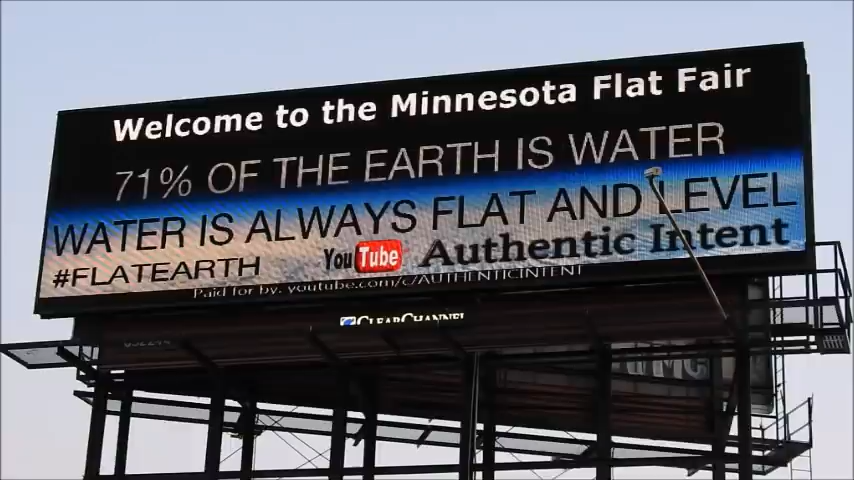 Welcome to the Minnesota Flat Fair
71% OF THE EARTH IS WATER
WATER IS ALWAYS FLAT AND LEVEL
#FLATEARTH YouTube Authentic Intent
Paid for by: youtube.com/c/AUTHENTICINTENT
CLEARCHANNEL